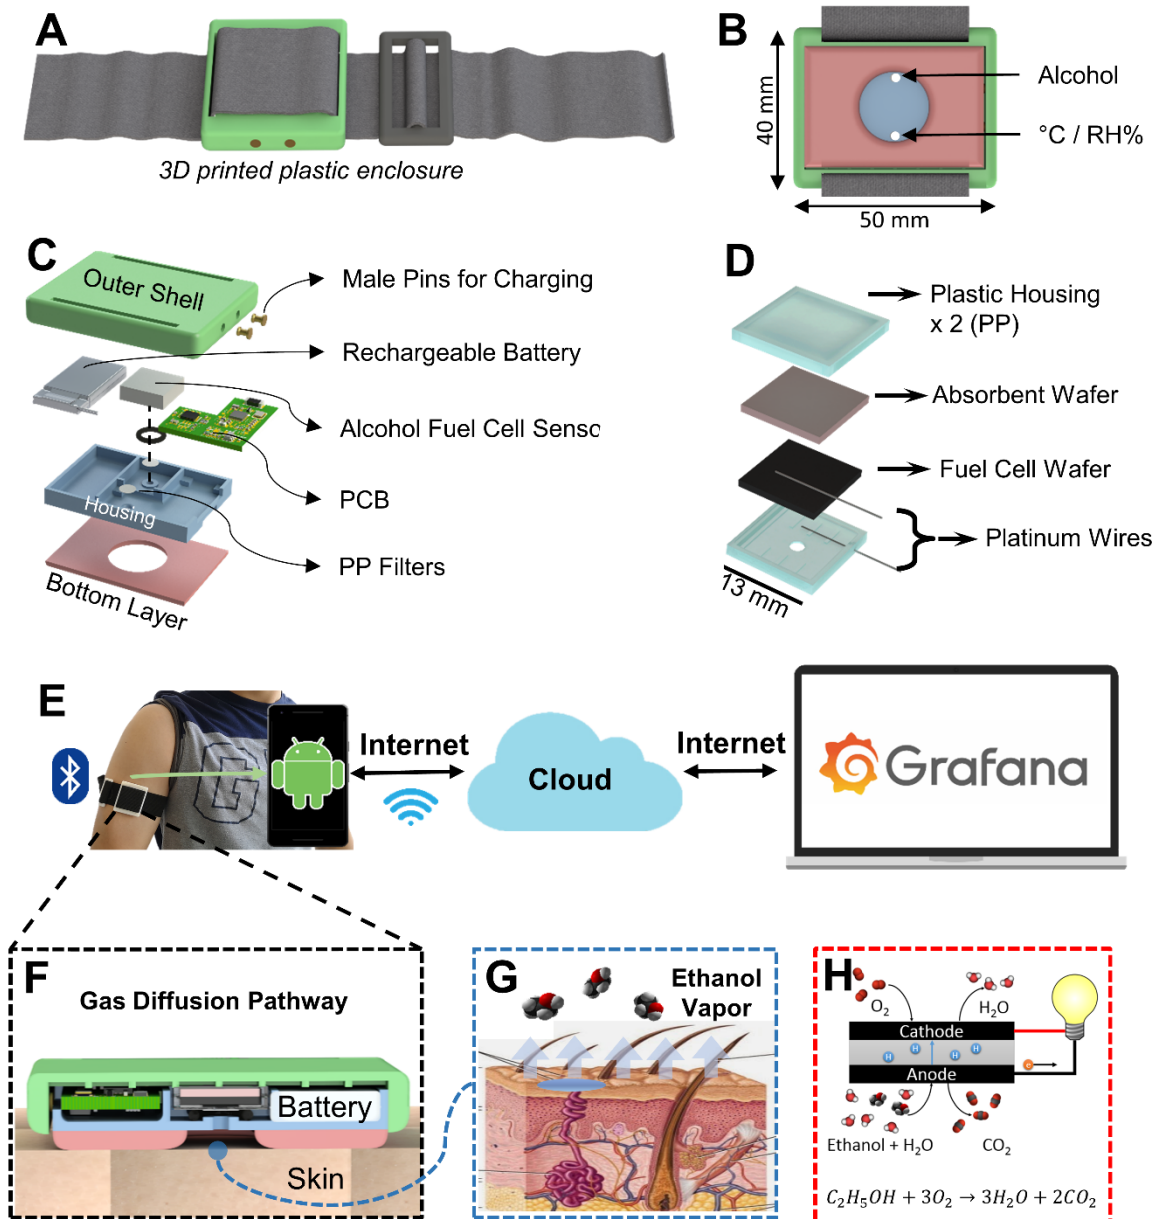 A
3D printed plastic enclosure
B
40 mm
50 mm
Alcohol
°C / RH%
C
Outer Shell
Male Pins for Charging
Rechargeable Battery
Alcohol Fuel Cell Senso
PCB
Housing
PP Filters
Bottom Layer
D
Plastic Housing
x 2 (PP)
Absorbent Wafer
Fuel Cell Wafer
Platinum Wires
13 mm
E
Internet
Cloud
Internet
Grafana
F
Gas Diffusion Pathway
Battery
Skin
G
Ethanol
Vapor
H
O₂
H₂O
Cathode
H H H H
Anode
Ethanol + H₂O
CO₂
C₂H₅OH + 3O₂ → 3H₂O + 2CO₂